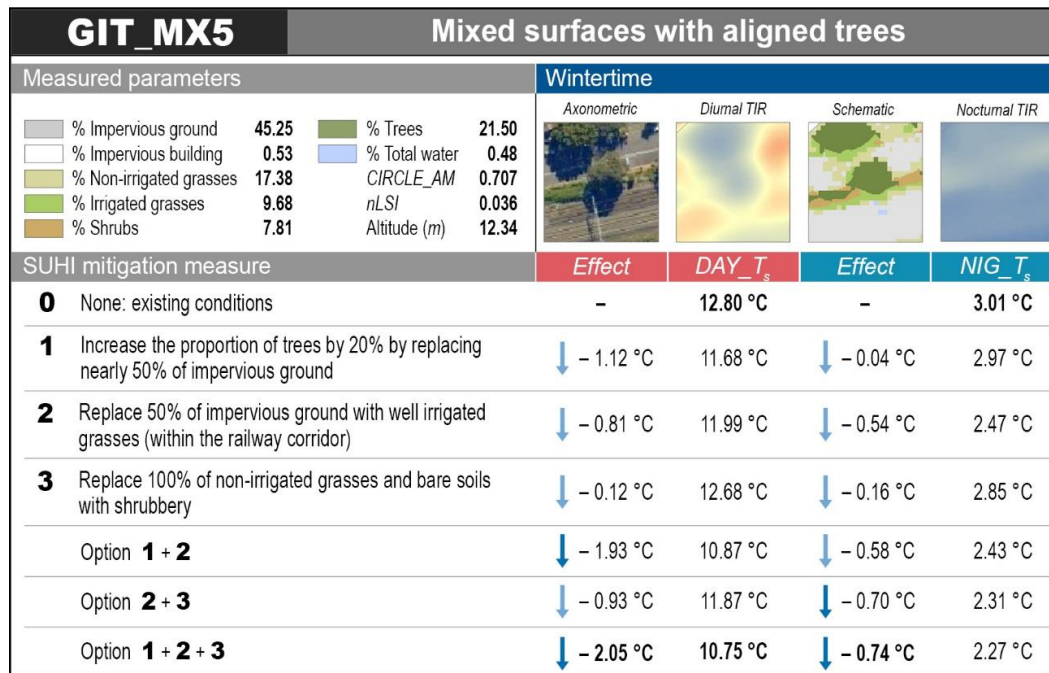 GIT_MX5
Mixed surfaces with aligned trees
Measured parameters
Wintertime
% Impervious ground 45.25
% Impervious building 0.53
% Non-irrigated grasses 17.38
% Irrigated grasses 9.68
% Shrubs 7.81
% Trees 21.50
% Total water 0.48
CIRCLE_AM 0.707
nLSI 0.036
Altitude (m) 12.34
Axonometric Diurnal TIR Schematic Nocturnal TIR
SUHI mitigation measure Effect DAY_Ts Effect NIG_Ts
0 None: existing conditions – 12.80 °C – 3.01 °C
1 Increase the proportion of trees by 20% by replacing
nearly 50% of impervious ground – 1.12 °C 11.68 °C – 0.04 °C 2.97 °C
2 Replace 50% of impervious ground with well irrigated
grasses (within the railway corridor) – 0.81 °C 11.99 °C – 0.54 °C 2.47 °C
3 Replace 100% of non-irrigated grasses and bare soils
with shrubbery – 0.12 °C 12.68 °C – 0.16 °C 2.85 °C
Option 1 + 2 – 1.93 °C 10.87 °C – 0.58 °C 2.43 °C
Option 2 + 3 – 0.93 °C 11.87 °C – 0.70 °C 2.31 °C
Option 1 + 2 + 3 – 2.05 °C 10.75 °C – 0.74 °C 2.27 °C